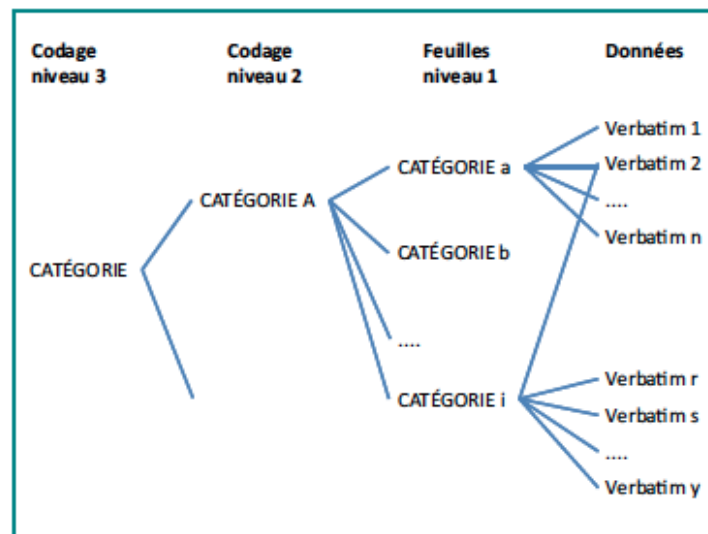 Codage
niveau 3
Codage
niveau 2
Feuilles
niveau 1
Données
Verbatim 1
CATÉGORIE a
Verbatim 2
CATÉGORIE A
....
Verbatim n
CATÉGORIE b
CATÉGORIE
....
Verbatim r
CATÉGORIE i
Verbatim s
....
Verbatim y